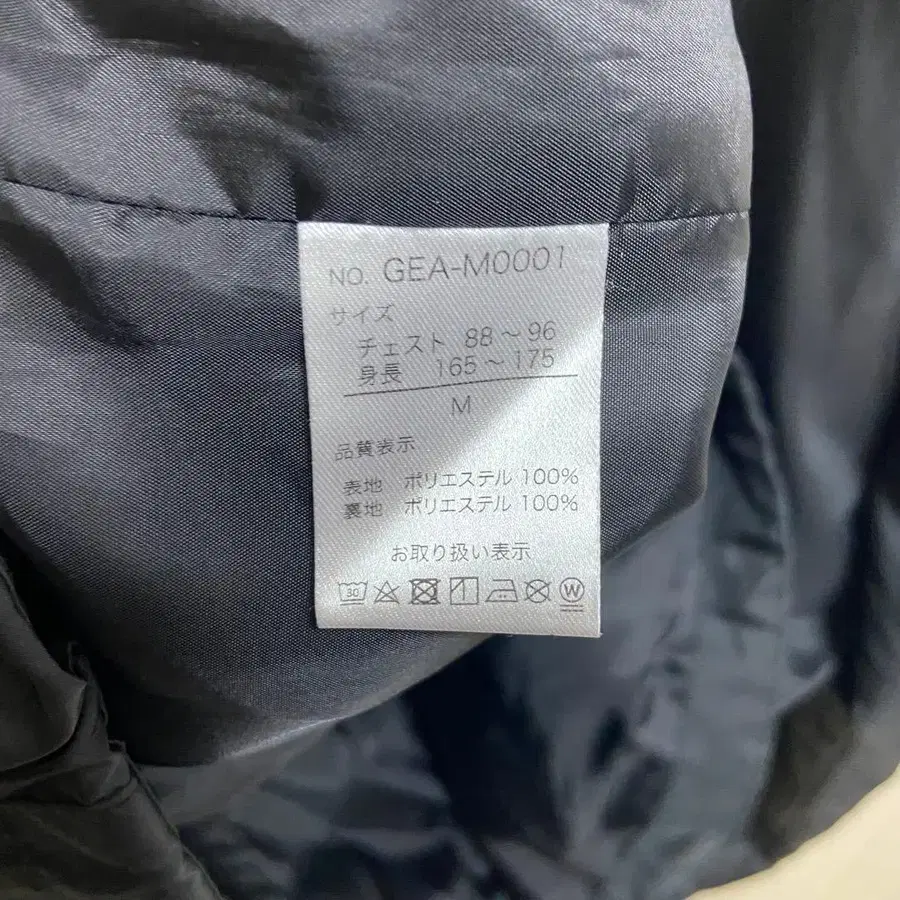 NO. GEA-M0001
サイズ
チェスト 88～96
身長 165～175
M
品質表示
表地 ポリエステル 100%
裏地 ポリエステル 100%
お取り扱い表示
30 W